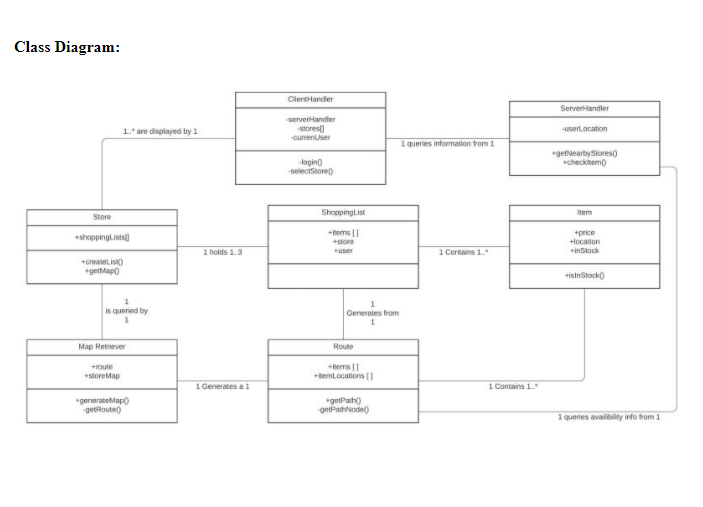 Class Diagram:
ClientHandler
-serverHandler
-stores[]
-currenUser
-login()
-selectStore()
ServerHandler
-userLocation
+getNearbyStores()
+checkItem()
1..* are displayed by 1
1 queries information from 1
Store
+shoppingLists[]
+createList()
+getMap()
1 holds 1..3
ShoppingList
+items [ ]
+store
+user
1 Contains 1..*
Item
+price
+location
+inStock
+isInStock()
1
is queried by
1
1
Generates from
1
Map Retriever
+route
+storeMap
+generateMap()
-getRoute()
1 Generates a 1
Route
+items [ ]
+itemLocations [ ]
+getPath()
-getPathNode()
1 Contains 1..*
1 queries availibility info from 1